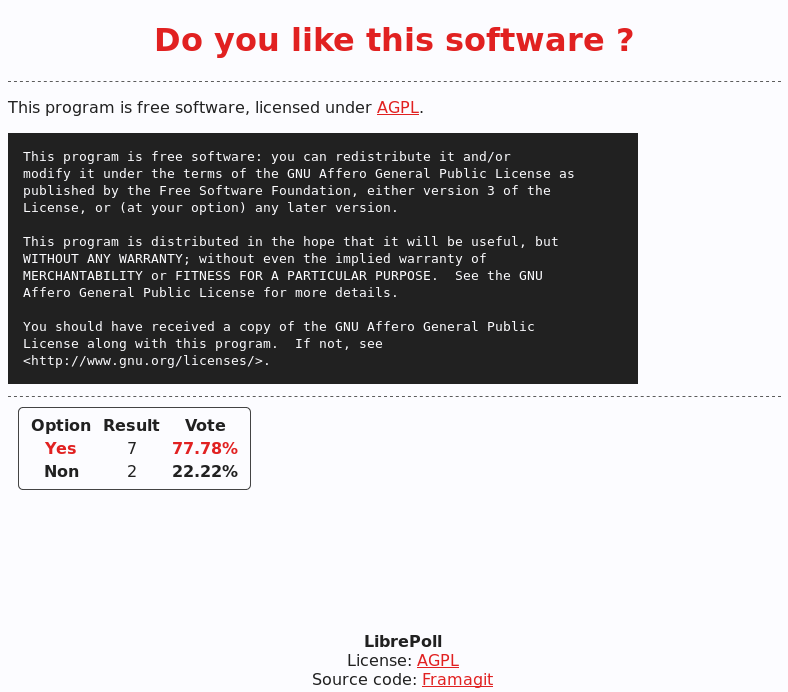 Do you like this software ?
This program is free software, licensed under AGPL.
This program is free software: you can redistribute it and/or
modify it under the terms of the GNU Affero General Public License as
published by the Free Software Foundation, either version 3 of the
License, or (at your option) any later version.
This program is distributed in the hope that it will be useful, but
WITHOUT ANY WARRANTY; without even the implied warranty of
MERCHANTABILITY or FITNESS FOR A PARTICULAR PURPOSE.  See the GNU
Affero General Public License for more details.
You should have received a copy of the GNU Affero General Public
License along with this program.  If not, see
<http://www.gnu.org/licenses/>.
Option Result Vote
Yes 7 77.78%
Non 2 22.22%
LibrePoll
License: AGPL
Source code: Framagit